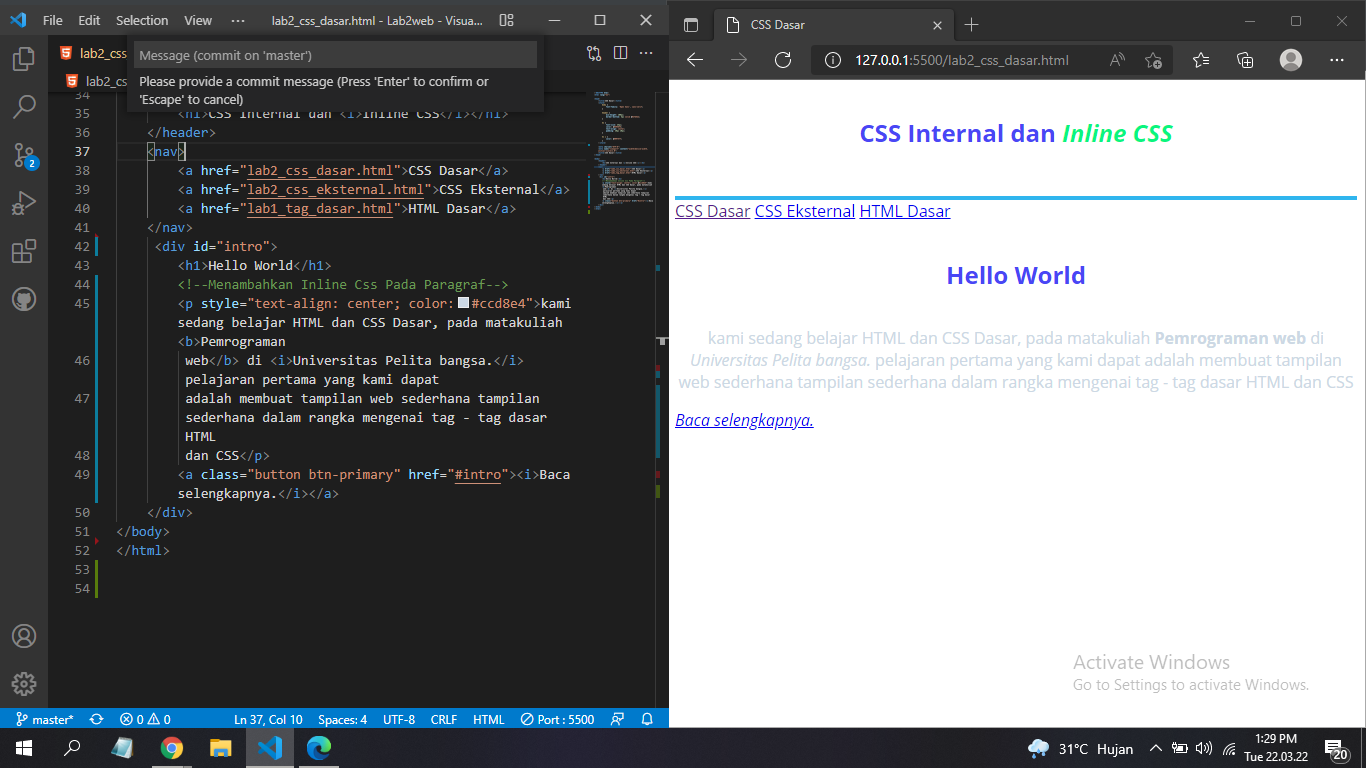 File Edit Selection View ··· lab2_css_dasar.html - Lab2web - Visua...
lab2_css
Message (commit on 'master')
Please provide a commit message (Press 'Enter' to confirm or
'Escape' to cancel)
lab2_cs
2
34
35 <h1>CSS Internal dan <i>Inline CSS</i></h1>
36 </header>
37 <nav>
38 <a href="lab2_css_dasar.html">CSS Dasar</a>
39 <a href="lab2_css_eksternal.html">CSS Eksternal</a>
40 <a href="lab1_tag_dasar.html">HTML Dasar</a>
41 </nav>
42 <div id="intro">
43 <h1>Hello World</h1>
44 <!--Menambahkan Inline Css Pada Paragraf-->
45 <p style="text-align: center; color:#ccd8e4">kami
sedang belajar HTML dan CSS Dasar, pada matakuliah
<b>Pemrograman
46 web</b> di <i>Universitas Pelita bangsa.</i>
pelajaran pertama yang kami dapat
47 adalah membuat tampilan web sederhana tampilan
sederhana dalam rangka mengenai tag - tag dasar
HTML
48 dan CSS</p>
49 <a class="button btn-primary" href="#intro"><i>Baca
selengkapnya.</i></a>
50 </div>
51 </body>
52 </html>
53
54
master* 0 0 Ln 37, Col 10 Spaces: 4 UTF-8 CRLF HTML Port : 5500
CSS Dasar
127.0.0.1:5500/lab2_css_dasar.html
CSS Internal dan Inline CSS
CSS Dasar CSS Eksternal HTML Dasar
Hello World
kami sedang belajar HTML dan CSS Dasar, pada matakuliah Pemrograman web di
Universitas Pelita bangsa. pelajaran pertama yang kami dapat adalah membuat tampilan
web sederhana tampilan sederhana dalam rangka mengenai tag - tag dasar HTML dan CSS
Baca selengkapnya.
Activate Windows
Go to Settings to activate Windows.
31°C Hujan
1:29 PM
Tue 22.03.22
20